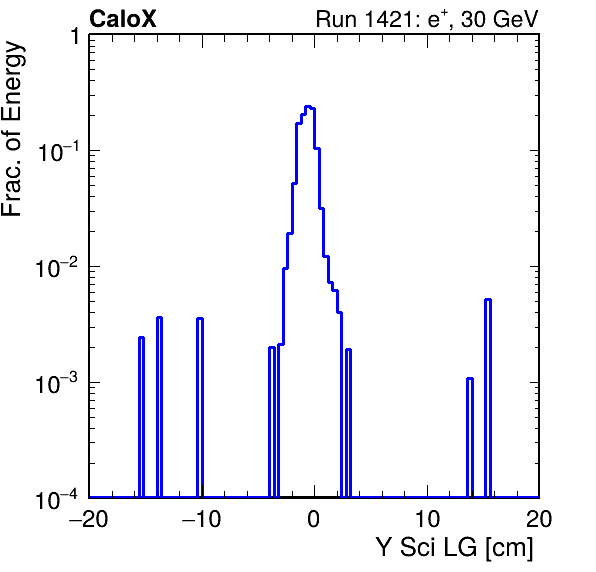 CaloX Run 1421: e⁺, 30 GeV
Frac. of Energy
1
10⁻¹
10⁻²
10⁻³
10⁻⁴
−20 −10 0 10 20
Y Sci LG [cm]